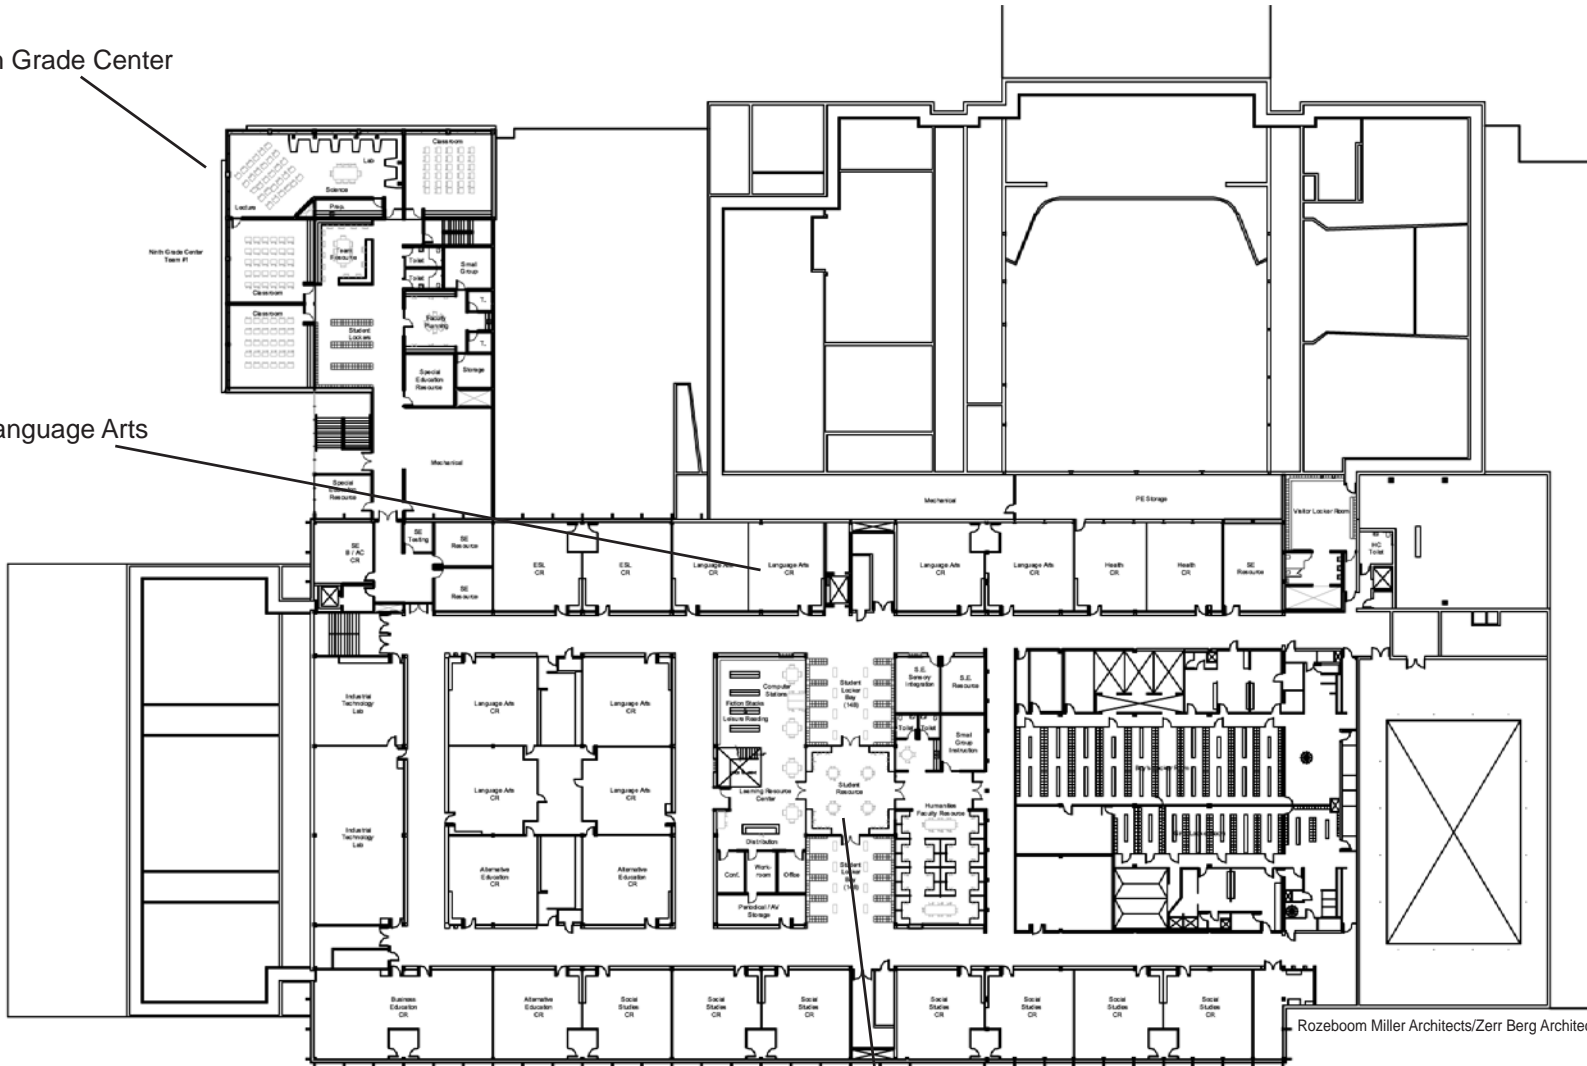 n Grade Center
Classroom
Lab
Science
Lecture
Prep.
Ninth Grade Center
Team #1
Team
Resource
Toilet
Toilet
Small
Group
Classroom
Classroom
T.
Faculty
Planning
T.
Student
Lockers
Special
Education
Resource
Storage
anguage Arts
Mechanical
Special
Education
Resource
Mechanical
PE Storage
Visitor Locker Room
SE
B / AC
CR
SE
Testing
SE
Resource
SE
Resource
ESL
CR
ESL
CR
Language Arts
CR
Language Arts
CR
Language Arts
CR
Language Arts
CR
Health
CR
Health
CR
SE
Resource
HC
Toilet
Industrial
Technology
Lab
Language Arts
CR
Language Arts
CR
Computer
Stations
Fiction Stacks
Leisure Reading
Student
Locker
Bay
(148)
S.E.
Sensory
Integration
S.E.
Resource
Toilet
Toilet
Small
Group
Instruction
Language Arts
CR
Language Arts
CR
Learning Resource
Center
Student
Resource
Humanities
Faculty Resource
Industrial
Technology
Lab
Distribution
Alternative
Education
CR
Alternative
Education
CR
Conf.
Work-
room
Office
Student
Locker
Bay
(148)
Periodical / AV
Storage
Business
Education
CR
Alternative
Education
CR
Social
Studies
CR
Social
Studies
CR
Social
Studies
CR
Social
Studies
CR
Social
Studies
CR
Social
Studies
CR
Social
Studies
CR
Rozeboom Miller Architects/Zerr Berg Architec